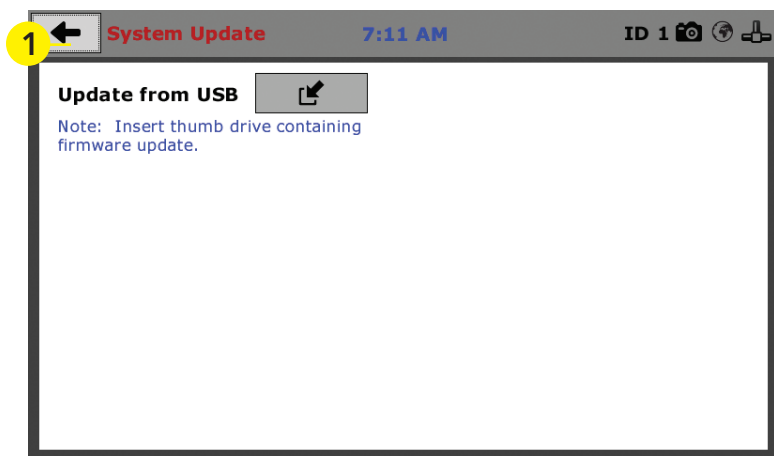 1
System Update 7:11 AM ID 1
Update from USB
Note: Insert thumb drive containing
firmware update.